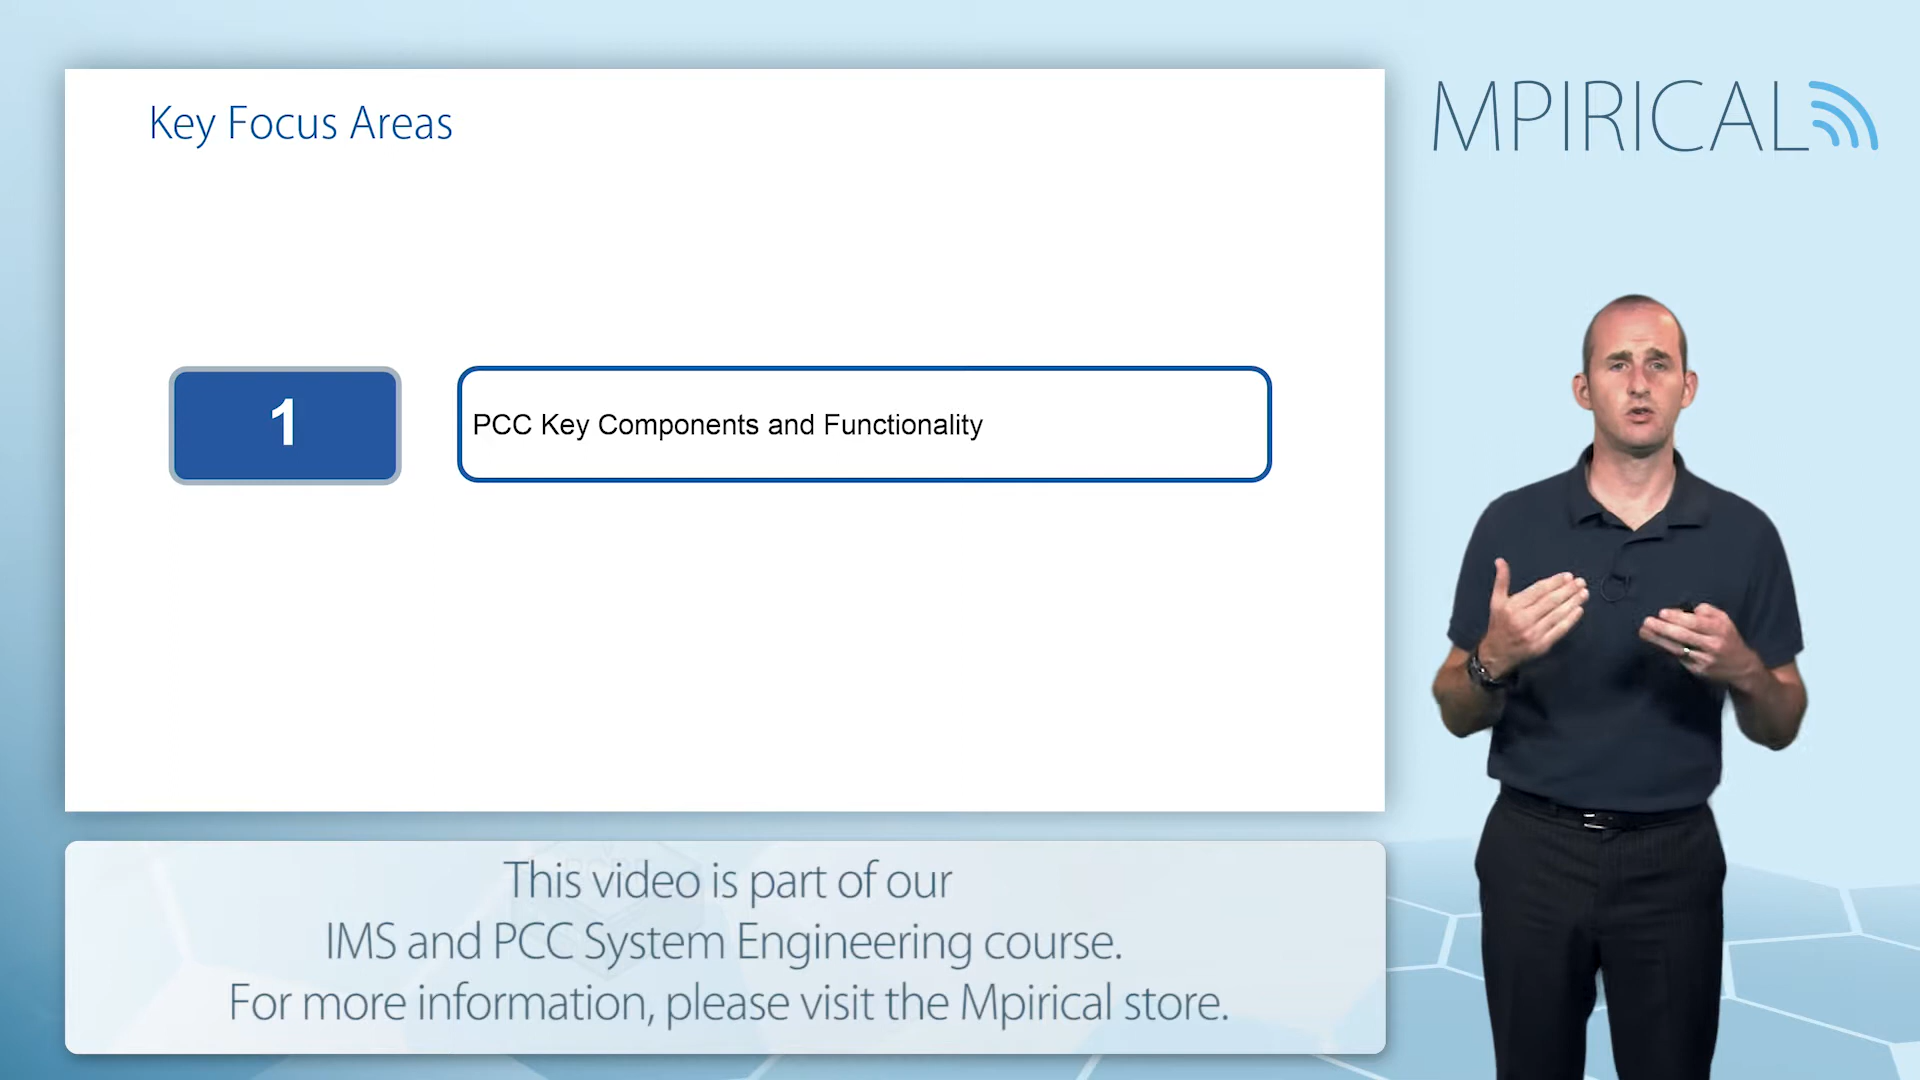 Key Focus Areas
MPIRICAL
1
PCC Key Components and Functionality
This video is part of our
IMS and PCC System Engineering course.
For more information, please visit the Mpirical store.